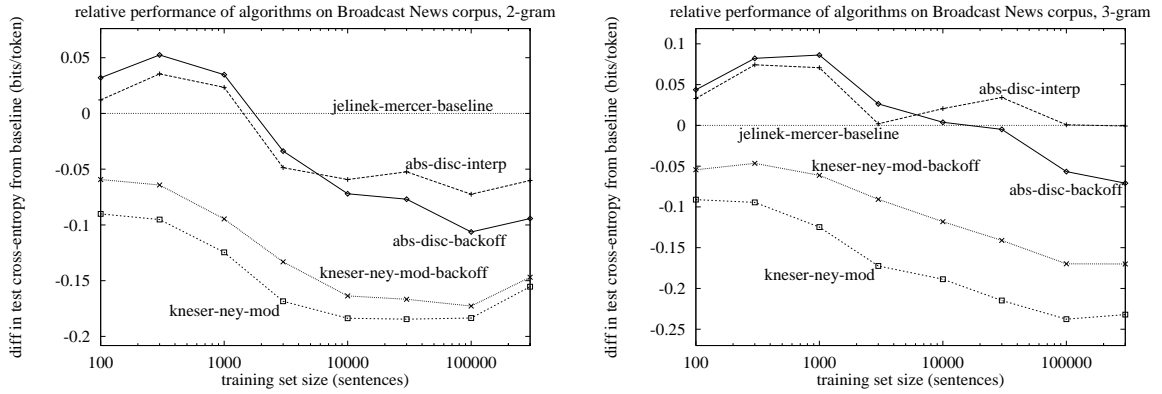 relative performance of algorithms on Broadcast News corpus, 2-gram
diff in test cross-entropy from baseline (bits/token)
0.05
0
-0.05
-0.1
-0.15
-0.2
jelinek-mercer-baseline
abs-disc-interp
abs-disc-backoff
kneser-ney-mod-backoff
kneser-ney-mod
100
1000
10000
100000
training set size (sentences)
relative performance of algorithms on Broadcast News corpus, 3-gram
diff in test cross-entropy from baseline (bits/token)
0.1
0.05
0
-0.05
-0.1
-0.15
-0.2
-0.25
abs-disc-interp
jelinek-mercer-baseline
kneser-ney-mod-backoff
abs-disc-backoff
kneser-ney-mod
100
1000
10000
100000
training set size (sentences)